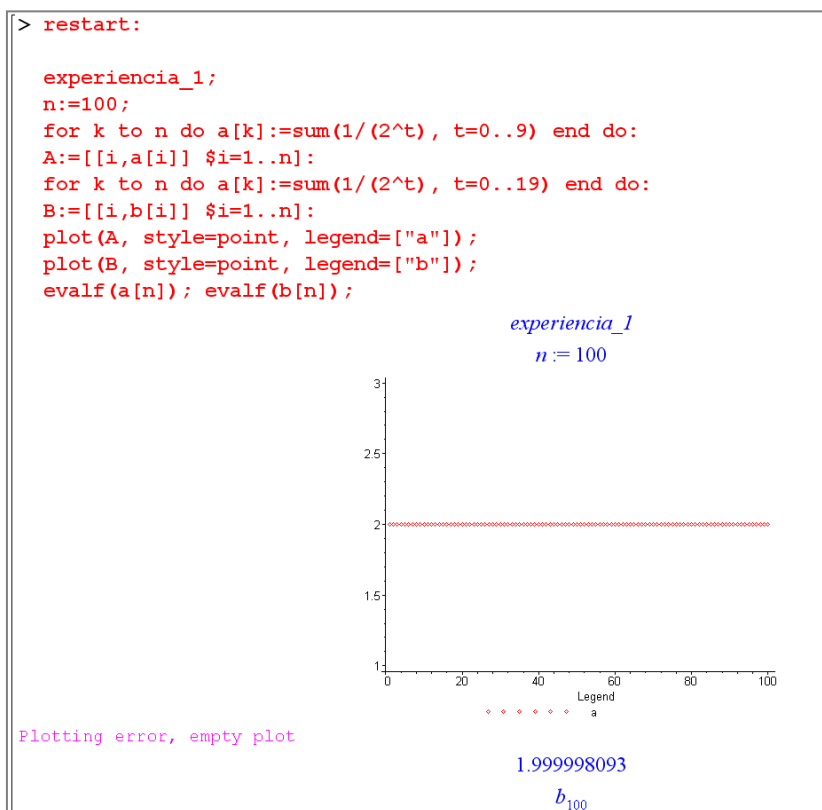 > restart:
experiencia_1;
n:=100;
for k to n do a[k]:=sum(1/(2^t), t=0..9) end do:
A:=[[i,a[i]] $i=1..n]:
for k to n do a[k]:=sum(1/(2^t), t=0..19) end do:
B:=[[i,b[i]] $i=1..n]:
plot(A, style=point, legend=["a"]);
plot(B, style=point, legend=["b"]);
evalf(a[n]); evalf(b[n]);
experiencia_1
n := 100
3
2.5
2
1.5
1
0 20 40 60 80 100
Legend
a
Plotting error, empty plot
1.999998093
b100